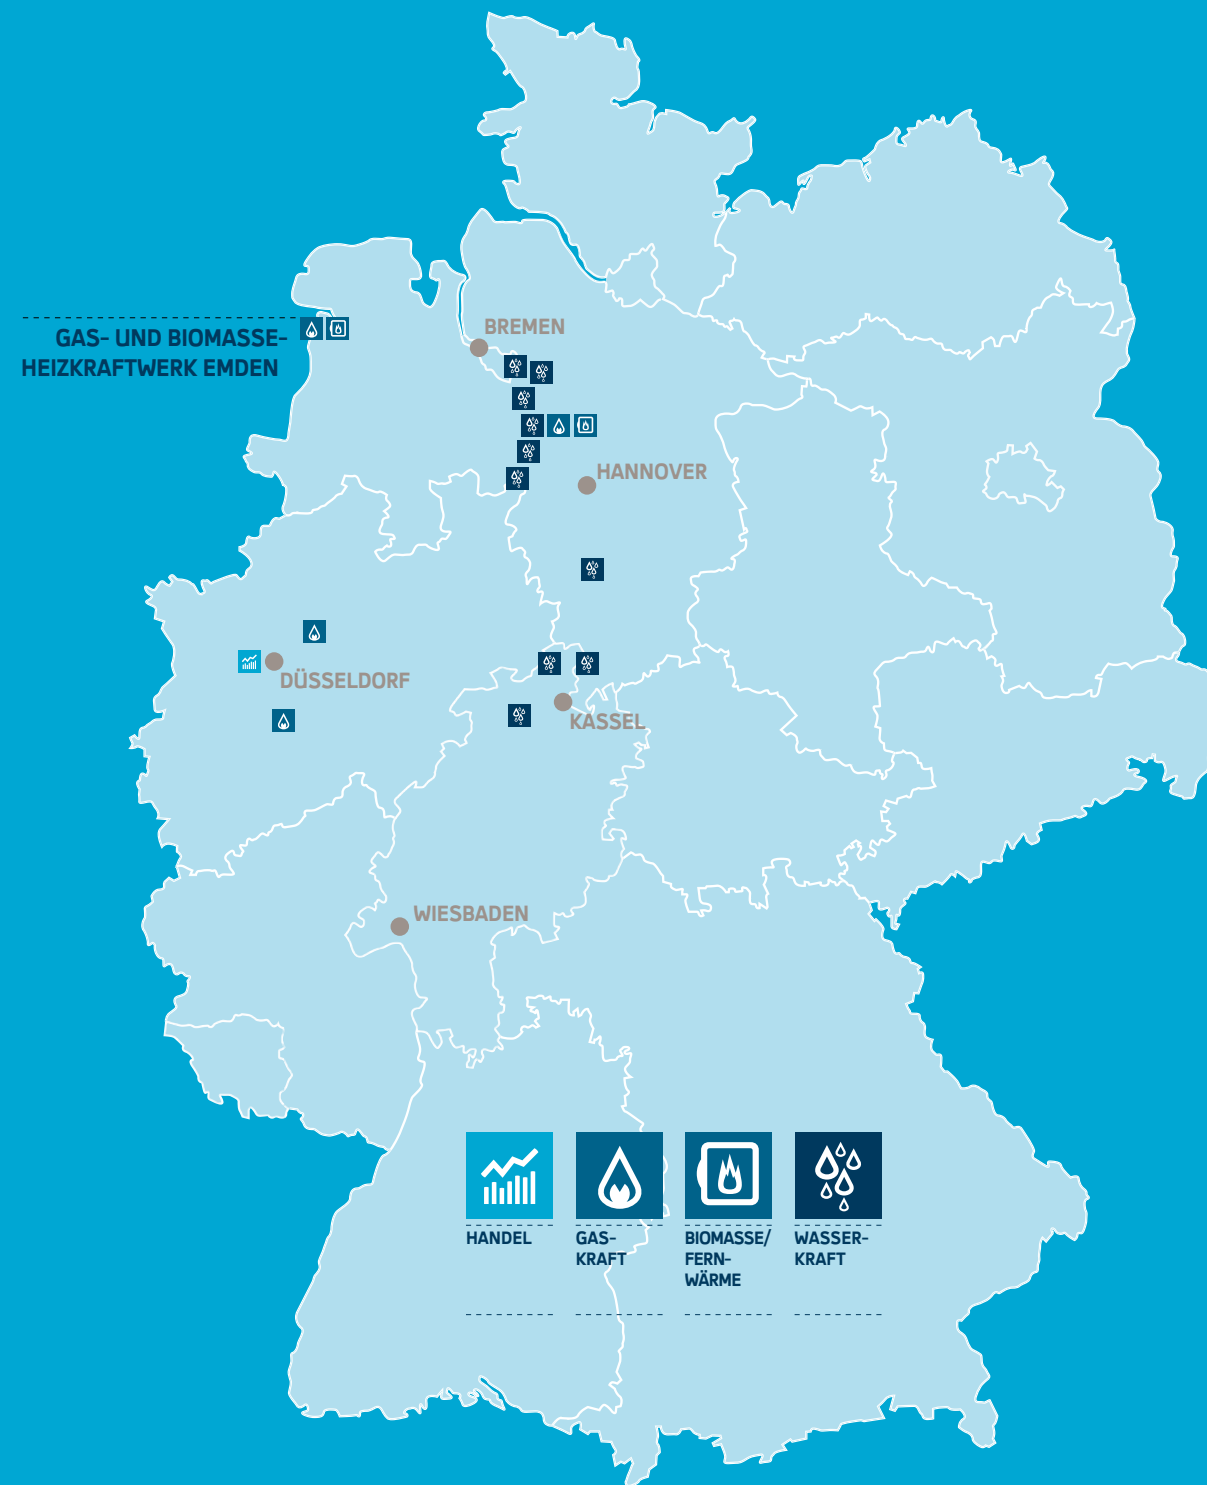 BREMEN
GAS- UND BIOMASSE-
HEIZKRAFTWERK EMDEN
HANNOVER
DÜSSELDORF
KASSEL
WIESBADEN
HANDEL
GAS-
KRAFT
BIOMASSE/
FERN-
WÄRME
WASSER-
KRAFT